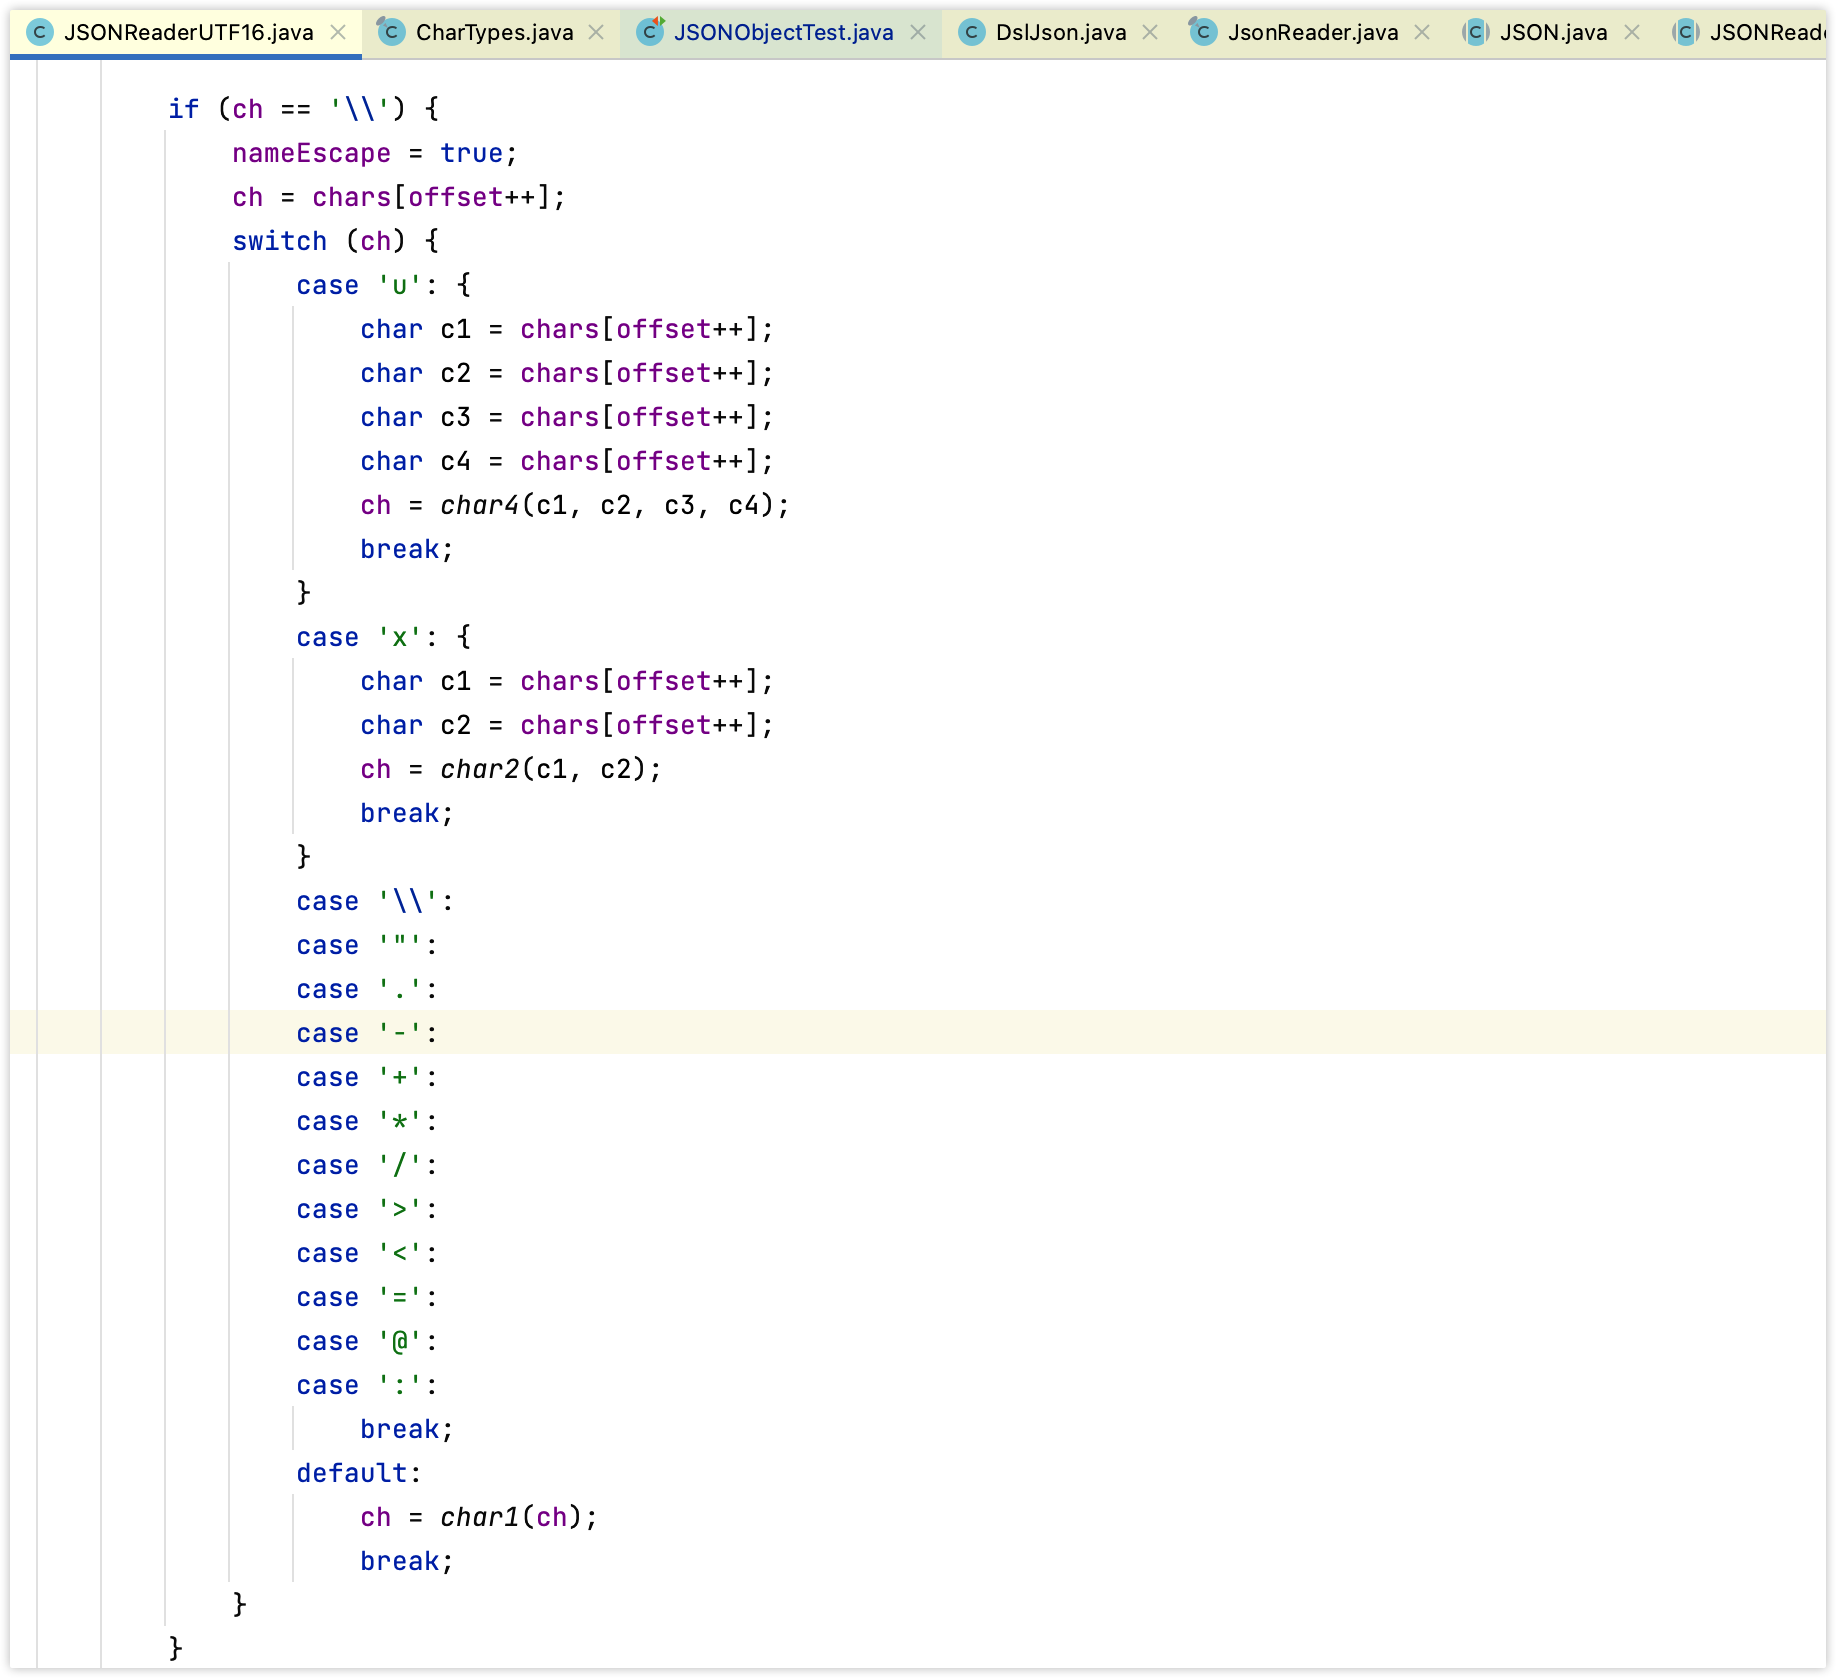 JSONReaderUTF16.java CharTypes.java JSONObjectTest.java DslJson.java JsonReader.java JSON.java
if (ch == '\\') {
nameEscape = true;
ch = chars[offset++];
switch (ch) {
case 'u': {
char c1 = chars[offset++];
char c2 = chars[offset++];
char c3 = chars[offset++];
char c4 = chars[offset++];
ch = char4(c1, c2, c3, c4);
break;
}
case 'x': {
char c1 = chars[offset++];
char c2 = chars[offset++];
ch = char2(c1, c2);
break;
}
case '\\':
case '"':
case '.':
case '-':
case '+':
case '*':
case '/':
case '>':
case '<':
case '=':
case '@':
case ':':
break;
default:
ch = char1(ch);
break;
}
}